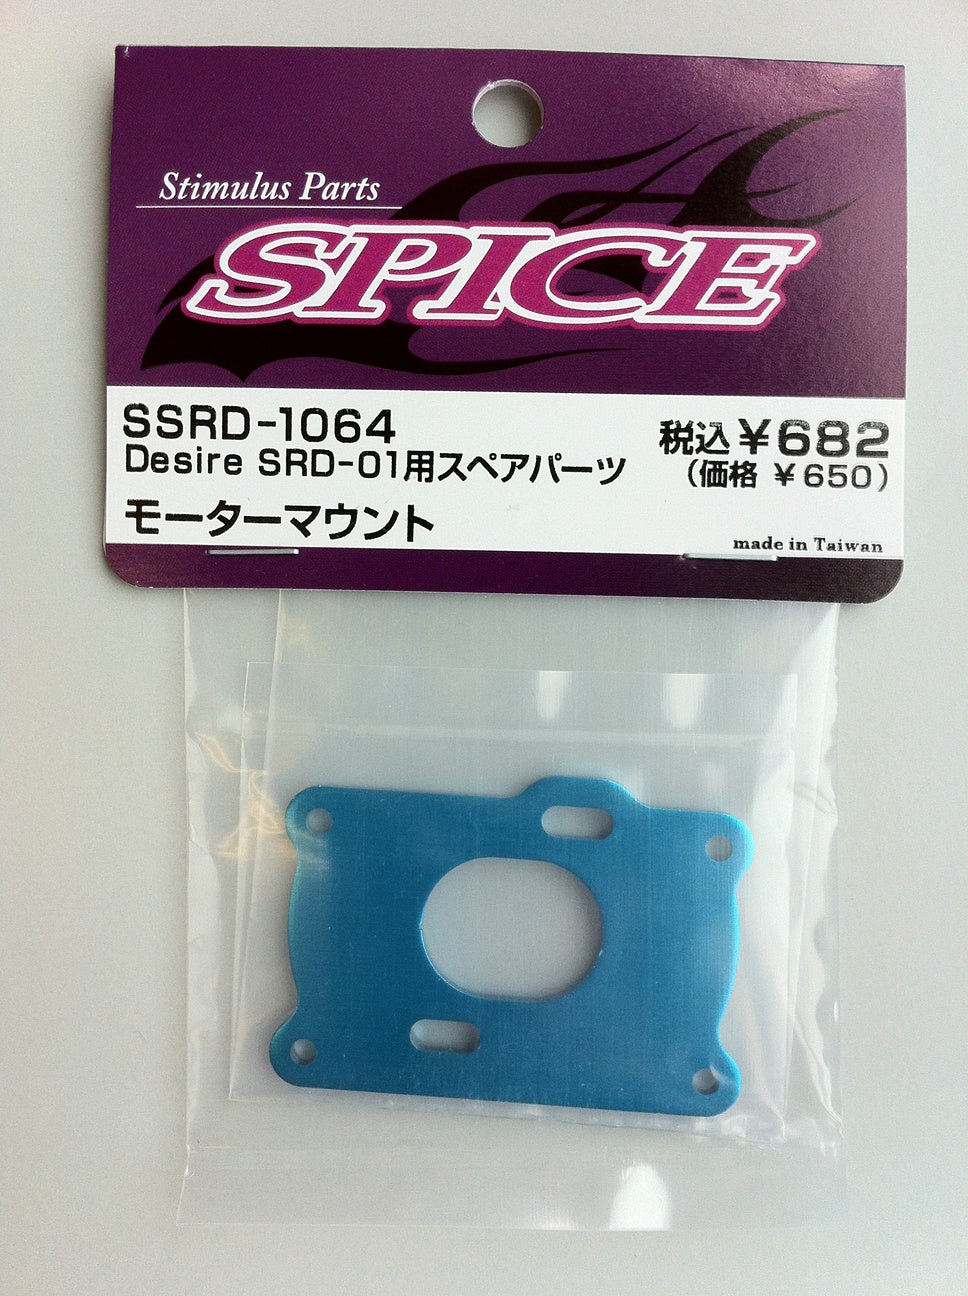 Stimulus Parts
SPICE
SSRD-1064
Desire SRD-01用スペアパーツ
モーターマウント
税込¥682
(価格 ¥650)
made in Taiwan